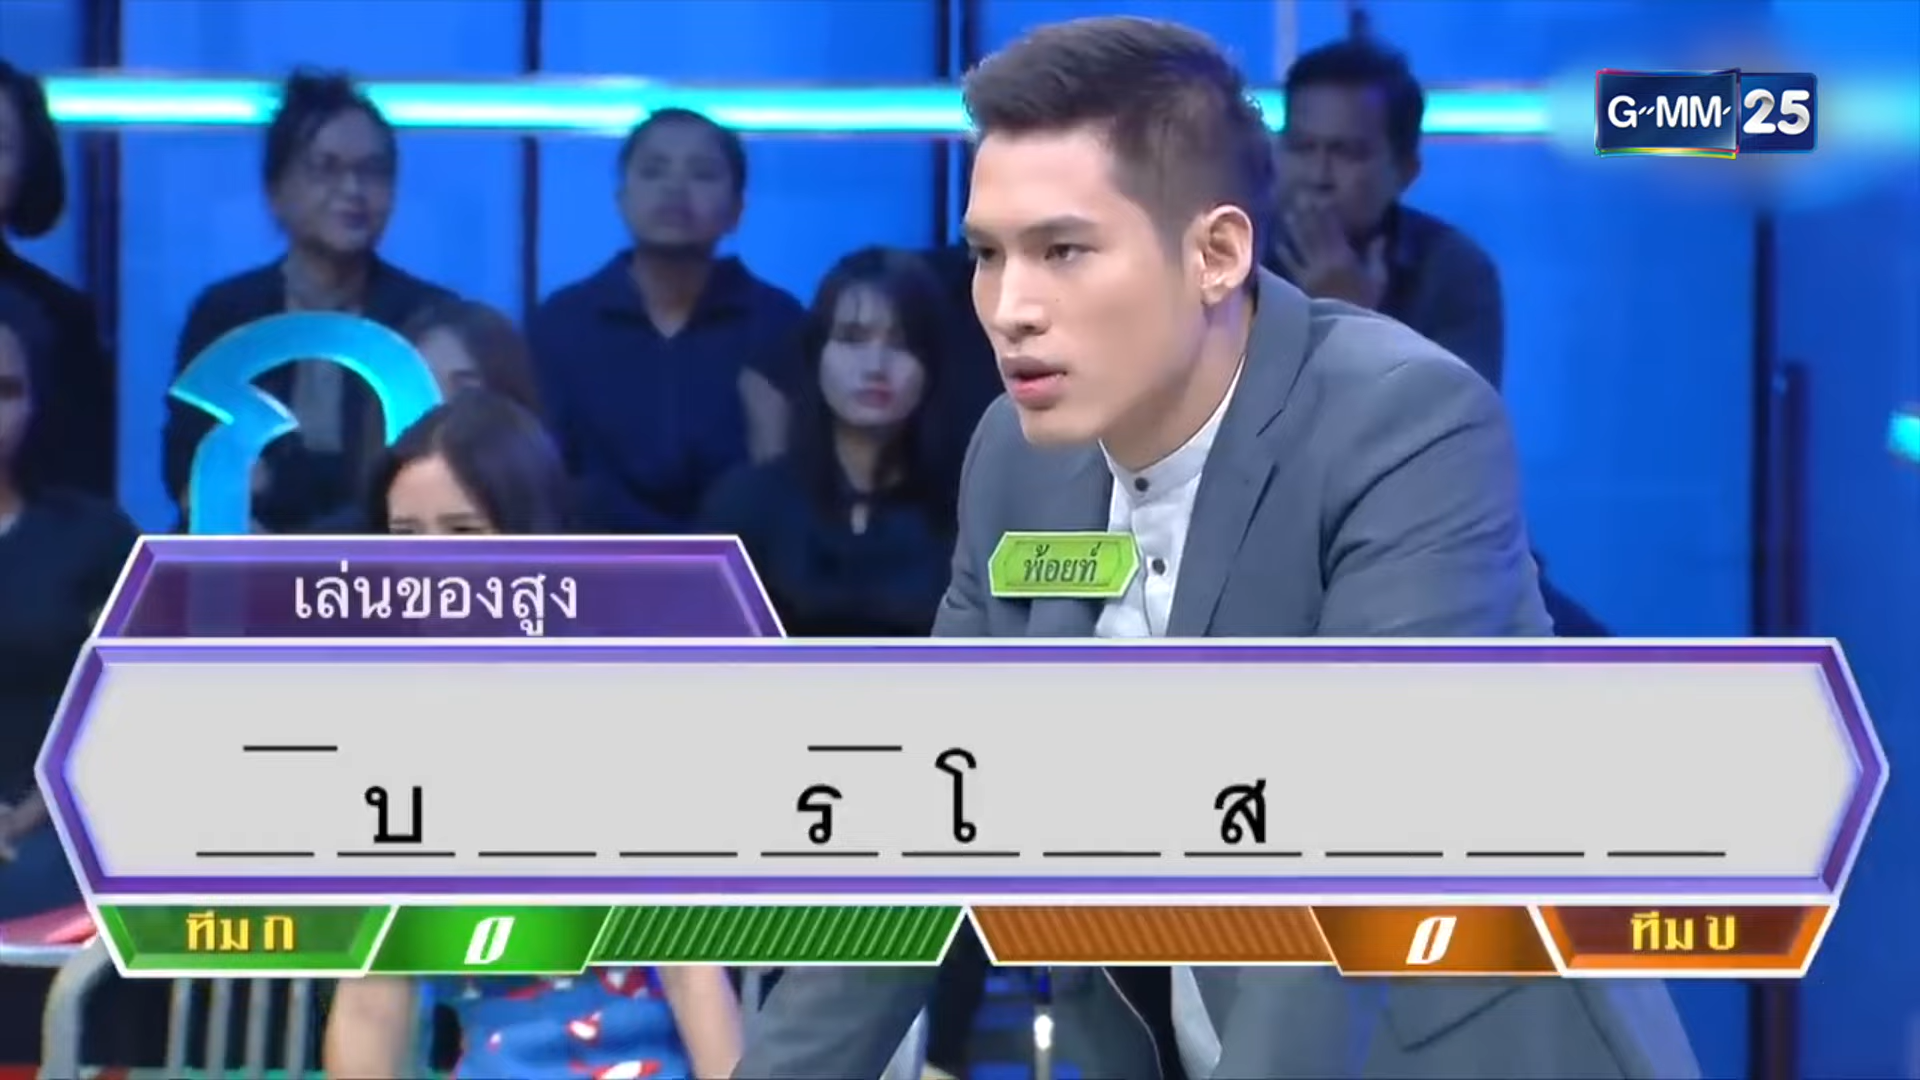 GMM 25
พ้อยท์
เล่นของสูง
บ ร โ ส
ทีม ก 0 0 ทีม ข